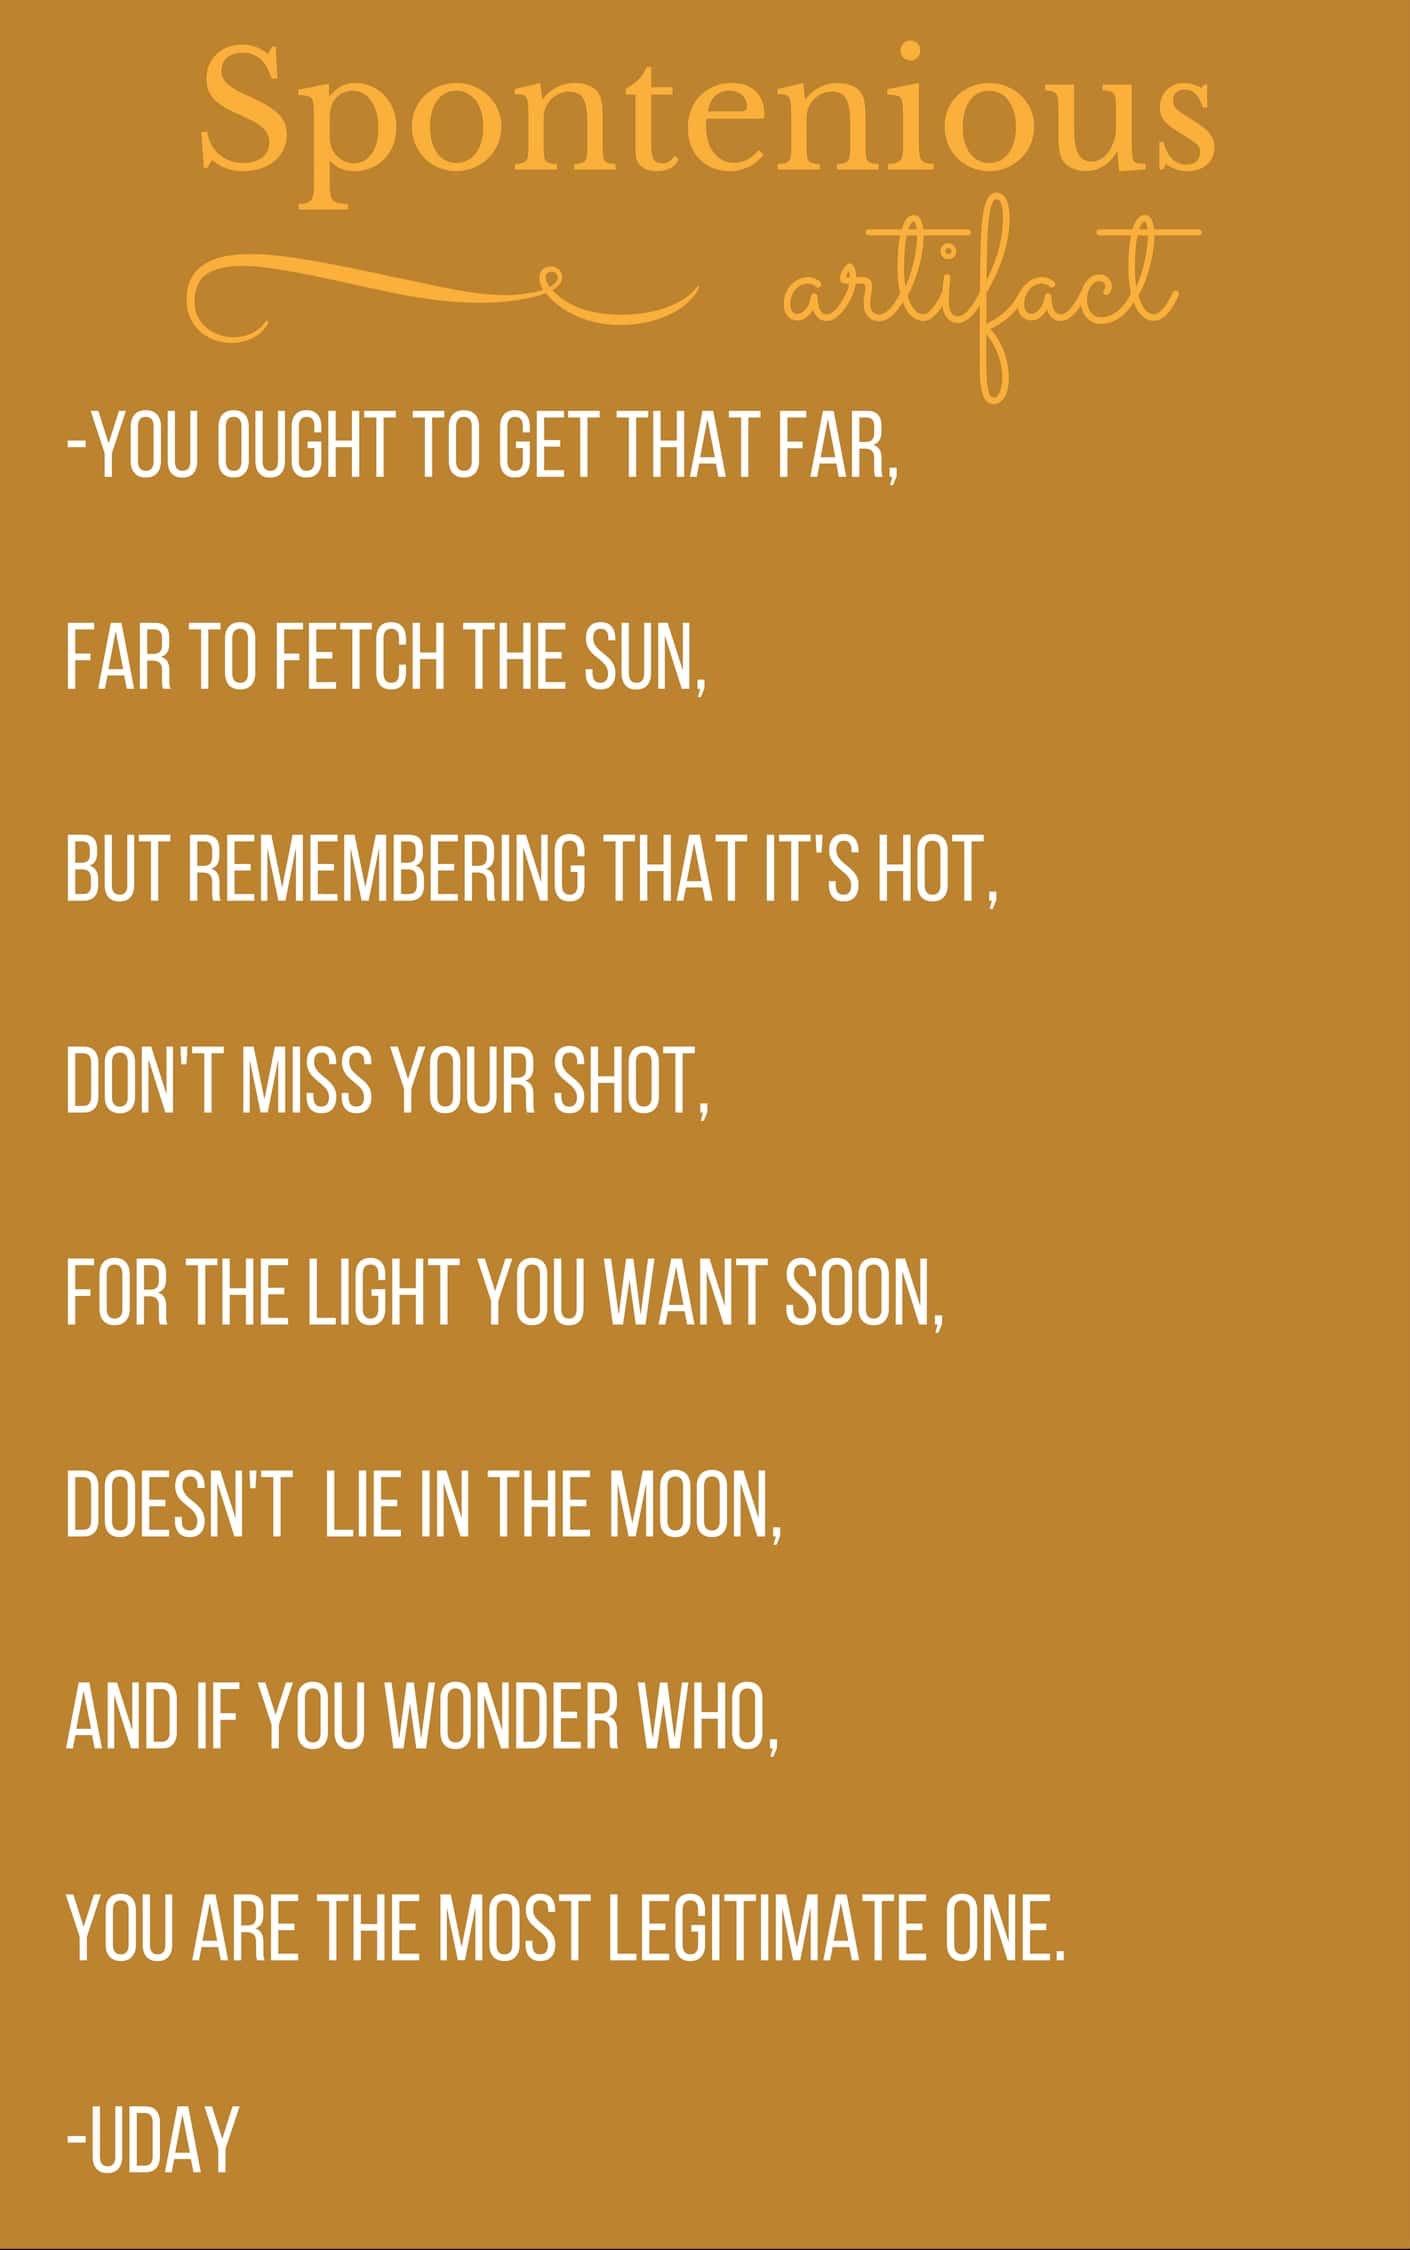 Spontenious
artifact
-YOU OUGHT TO GET THAT FAR,
FAR TO FETCH THE SUN,
BUT REMEMBERING THAT IT'S HOT,
DON'T MISS YOUR SHOT,
FOR THE LIGHT YOU WANT SOON,
DOESN'T  LIE IN THE MOON,
AND IF YOU WONDER WHO,
YOU ARE THE MOST LEGITIMATE ONE.
-UDAY